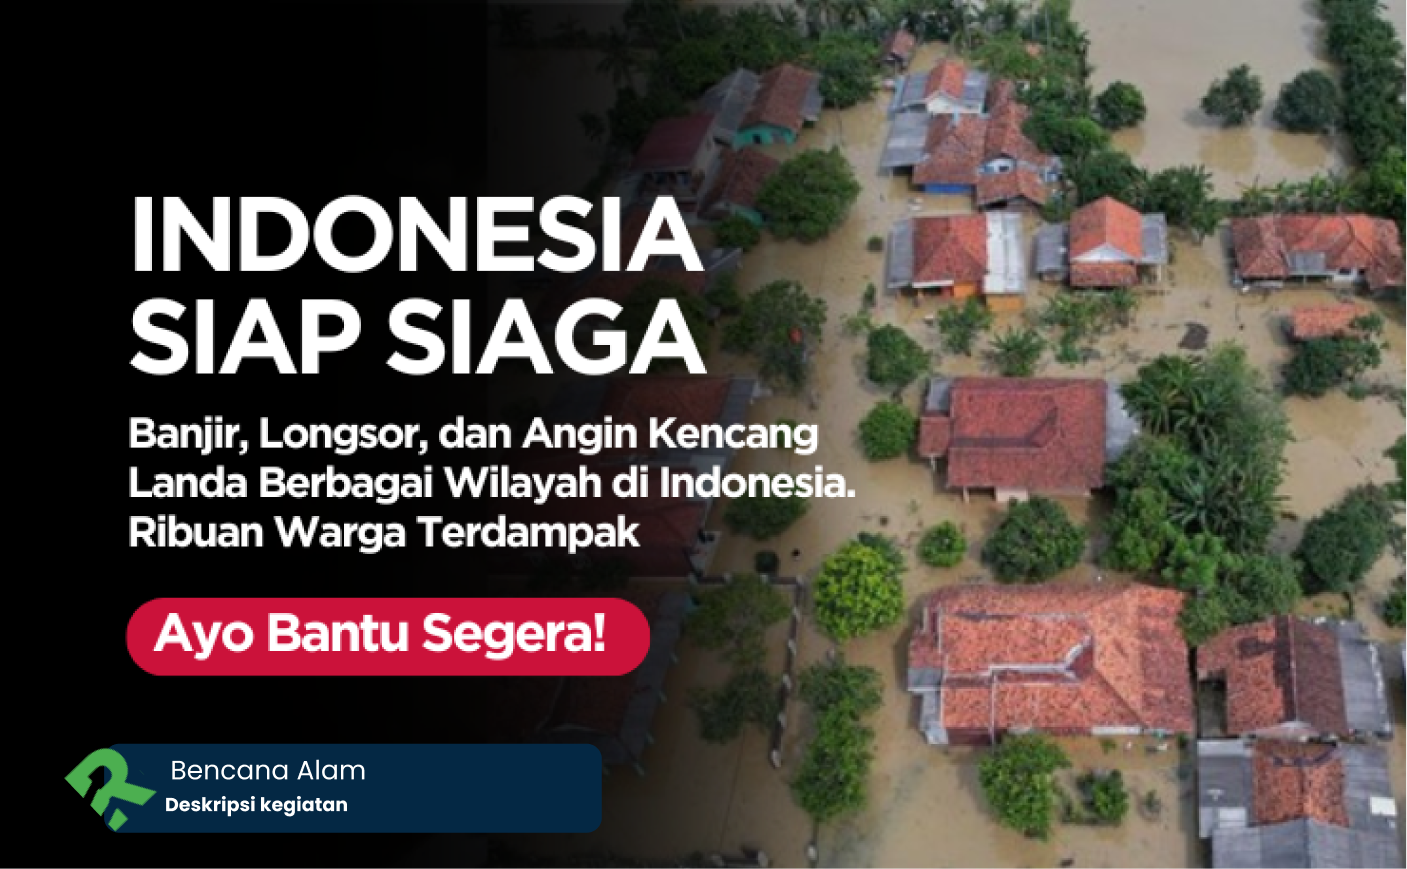 INDONESIA
SIAP SIAGA
Banjir, Longsor, dan Angin Kencang
Landa Berbagai Wilayah di Indonesia.
Ribuan Warga Terdampak
Ayo Bantu Segera!
Bencana Alam
Deskripsi kegiatan